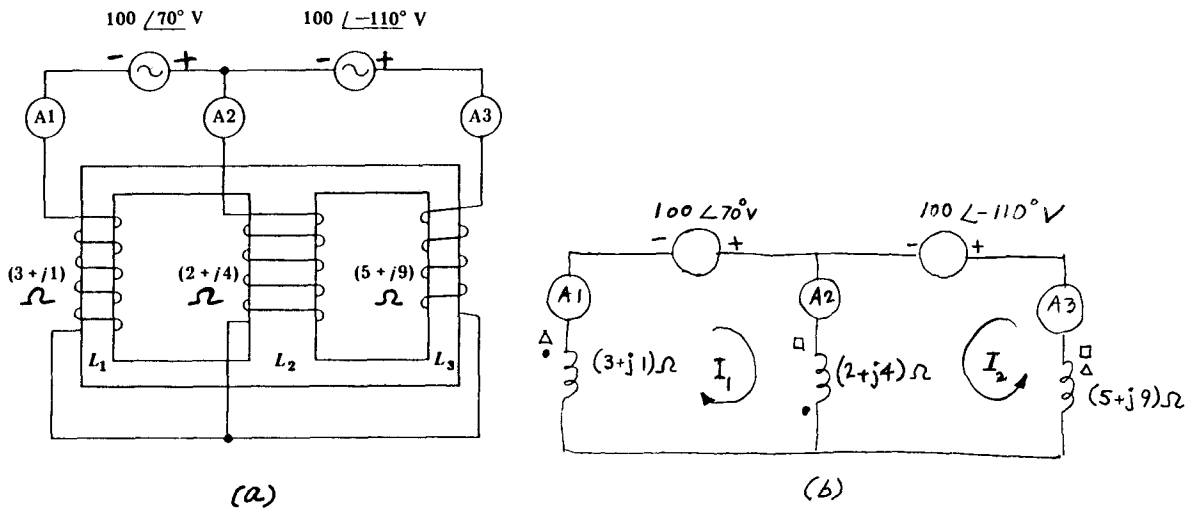 100 /70° V
100 /−110° V
− + − +
A1 A2 A3
(3 + j1) Ω
(2 + j4) Ω
(5 + j9) Ω
L₁ L₂ L₃
(a)
100 ∠70° V
100 ∠-110° V
− + − +
A1 A2 A3
(3+j1)Ω
I₁
(2+j4)Ω
I₂
(5+j9)Ω
(b)